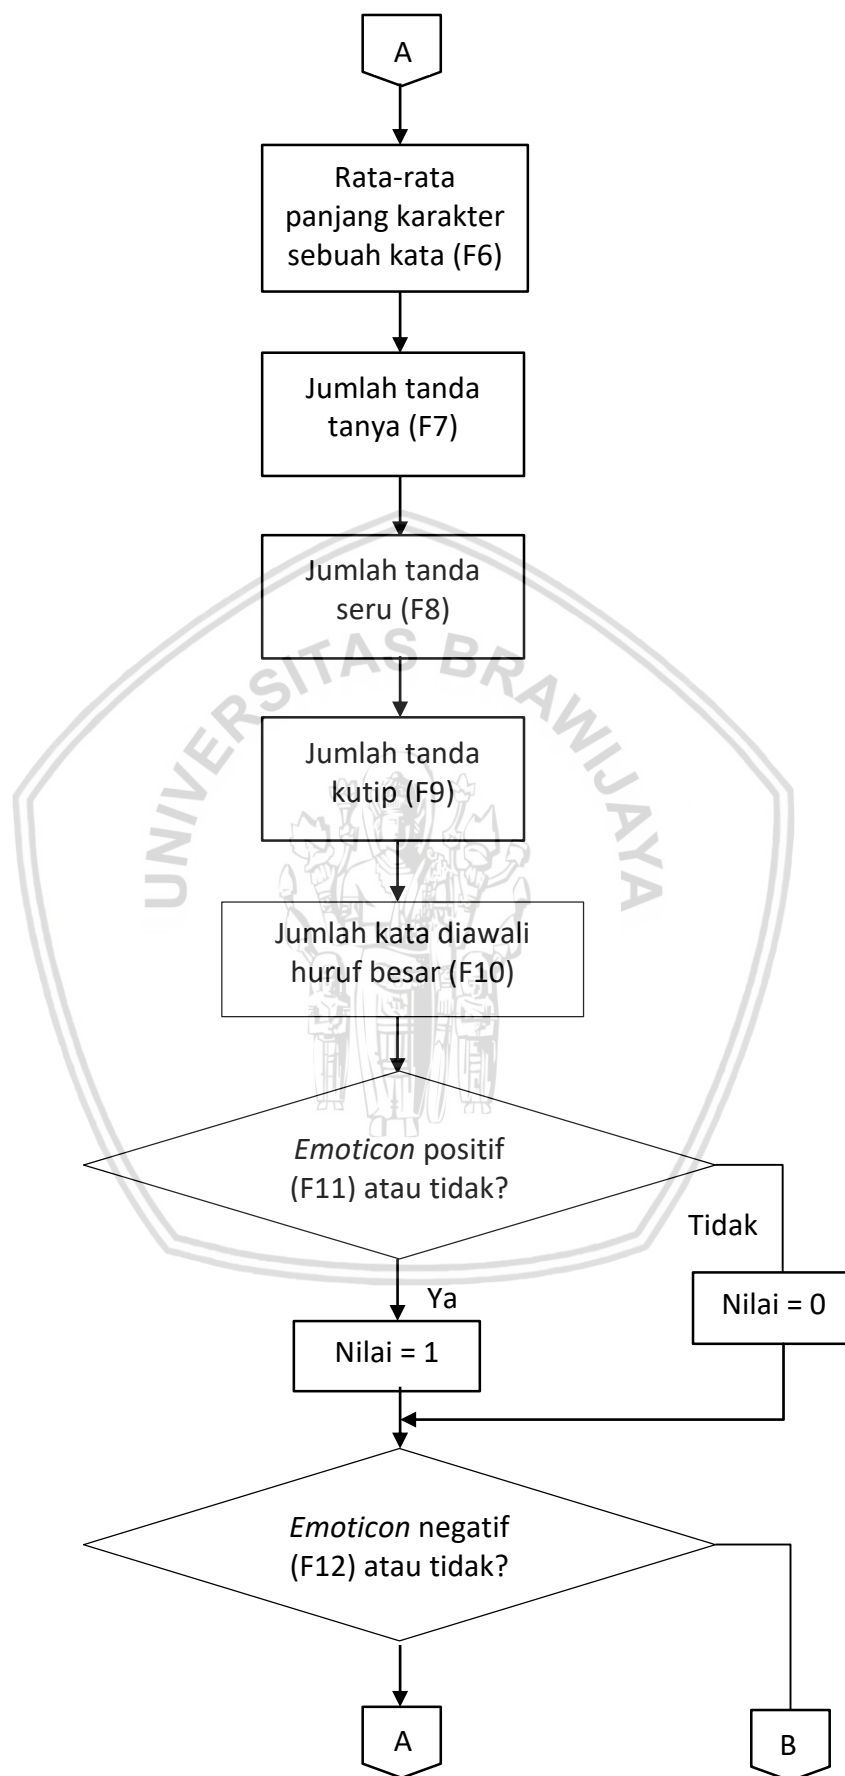 A
Rata-rata
panjang karakter
sebuah kata (F6)
Jumlah tanda
tanya (F7)
Jumlah tanda
seru (F8)
UNIVERSITAS BRAWIJAYA
Jumlah tanda
kutip (F9)
Jumlah kata diawali
huruf besar (F10)
Emoticon positif
(F11) atau tidak?
Tidak
Ya
Nilai = 0
Nilai = 1
Emoticon negatif
(F12) atau tidak?
A
B